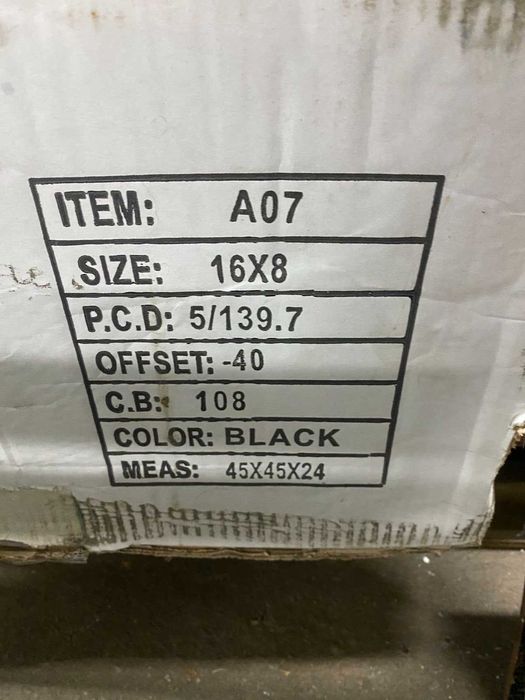 ITEM: A07
SIZE: 16X8
P.C.D: 5/139.7
OFFSET: -40
C.B: 108
COLOR: BLACK
MEAS: 45X45X24